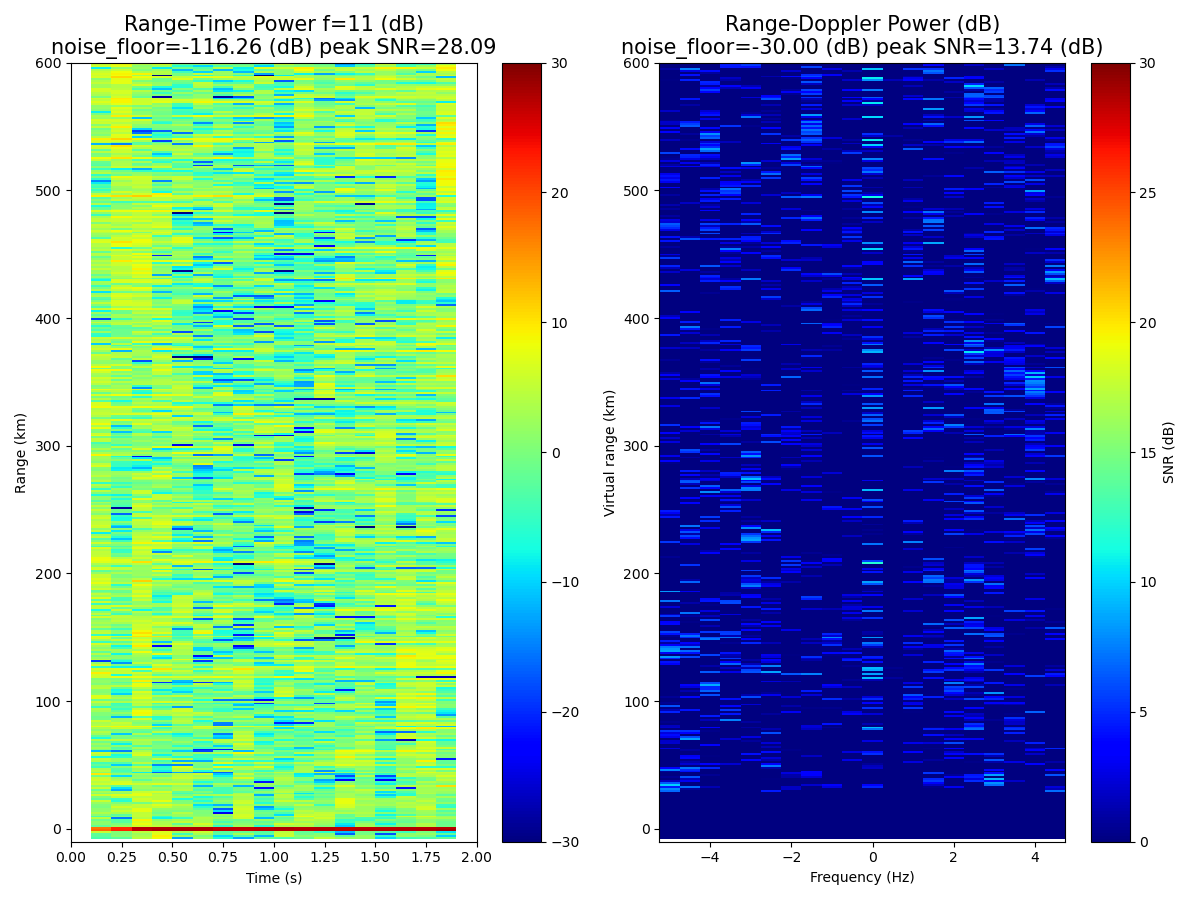 Range-Time Power f=11 (dB)
noise_floor=-116.26 (dB) peak SNR=28.09
600
500
400
300
200
100
0
Range (km)
0.00 0.25 0.50 0.75 1.00 1.25 1.50 1.75 2.00
Time (s)
30
20
10
0
−10
−20
−30
Range-Doppler Power (dB)
noise_floor=-30.00 (dB) peak SNR=13.74 (dB)
600
500
400
300
200
100
0
Virtual range (km)
−4 −2 0 2 4
Frequency (Hz)
30
25
20
15
10
5
0
SNR (dB)